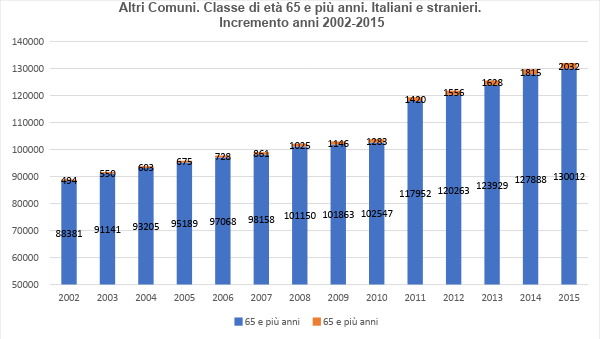 Altri Comuni. Classe di età 65 e più anni. Italiani e stranieri.
Incremento anni 2002-2015
140000
130000
120000
110000
100000
90000
80000
70000
60000
50000
494 550 603 675 728 861 1025 1146 1283 1420 1556 1628 1815 2032
88381 91141 93205 95189 97068 98158 101150 101863 102547 117952 120263 123929 127888 130012
2002 2003 2004 2005 2006 2007 2008 2009 2010 2011 2012 2013 2014 2015
65 e più anni 65 e più anni